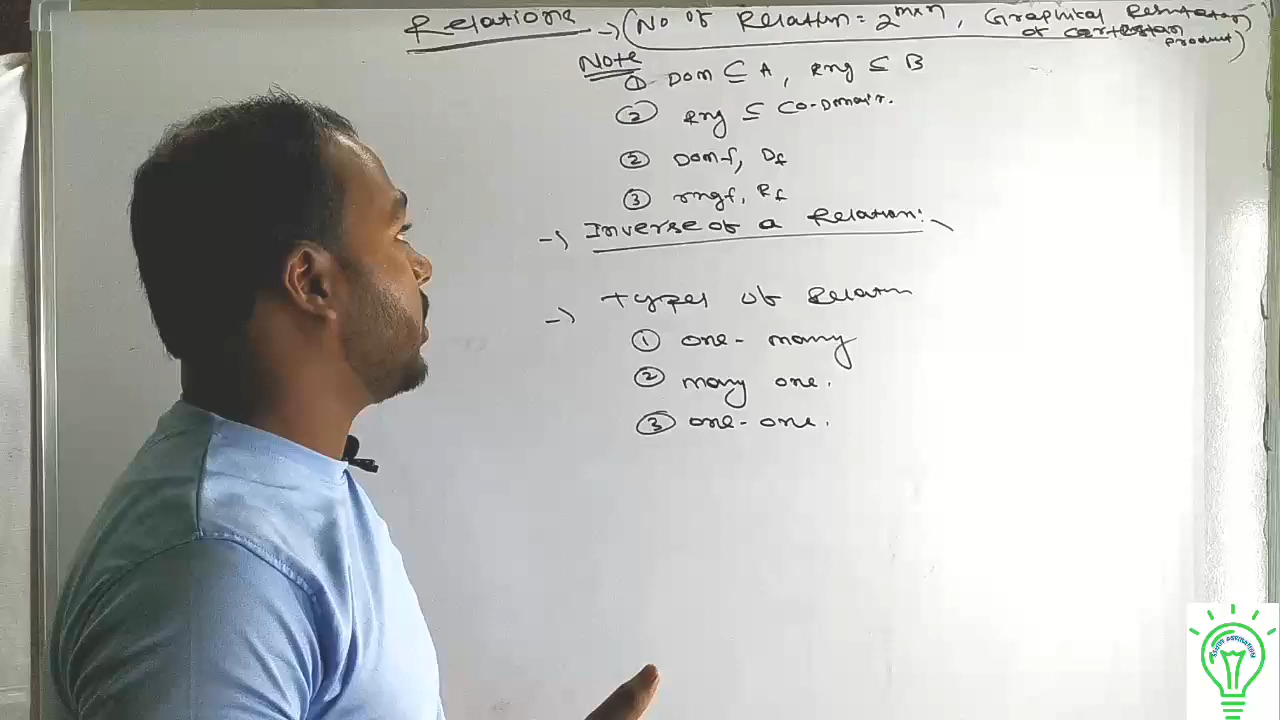 Relations → (No of Relation = 2^m×n, Graphical
of Cartesian product)
Note
① Dom ⊆ A, Rng ⊆ B
② Rng ⊆ Co-Domain.
② Domf, Df
③ rngf, Rf
→ Inverse of a Relation:-
→ Types of Relation
① one-many
② many one.
③ one-one.